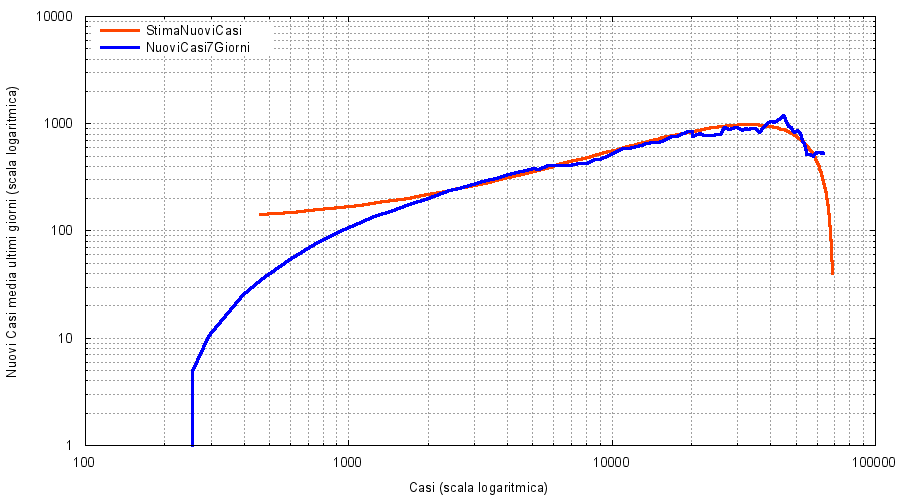 10000
StimaNuoviCasi
NuoviCasi7Giorni
1000
100
10
1
Nuovi Casi media ultimi giorni (scala logaritmica)
100
1000
10000
100000
Casi (scala logaritmica)